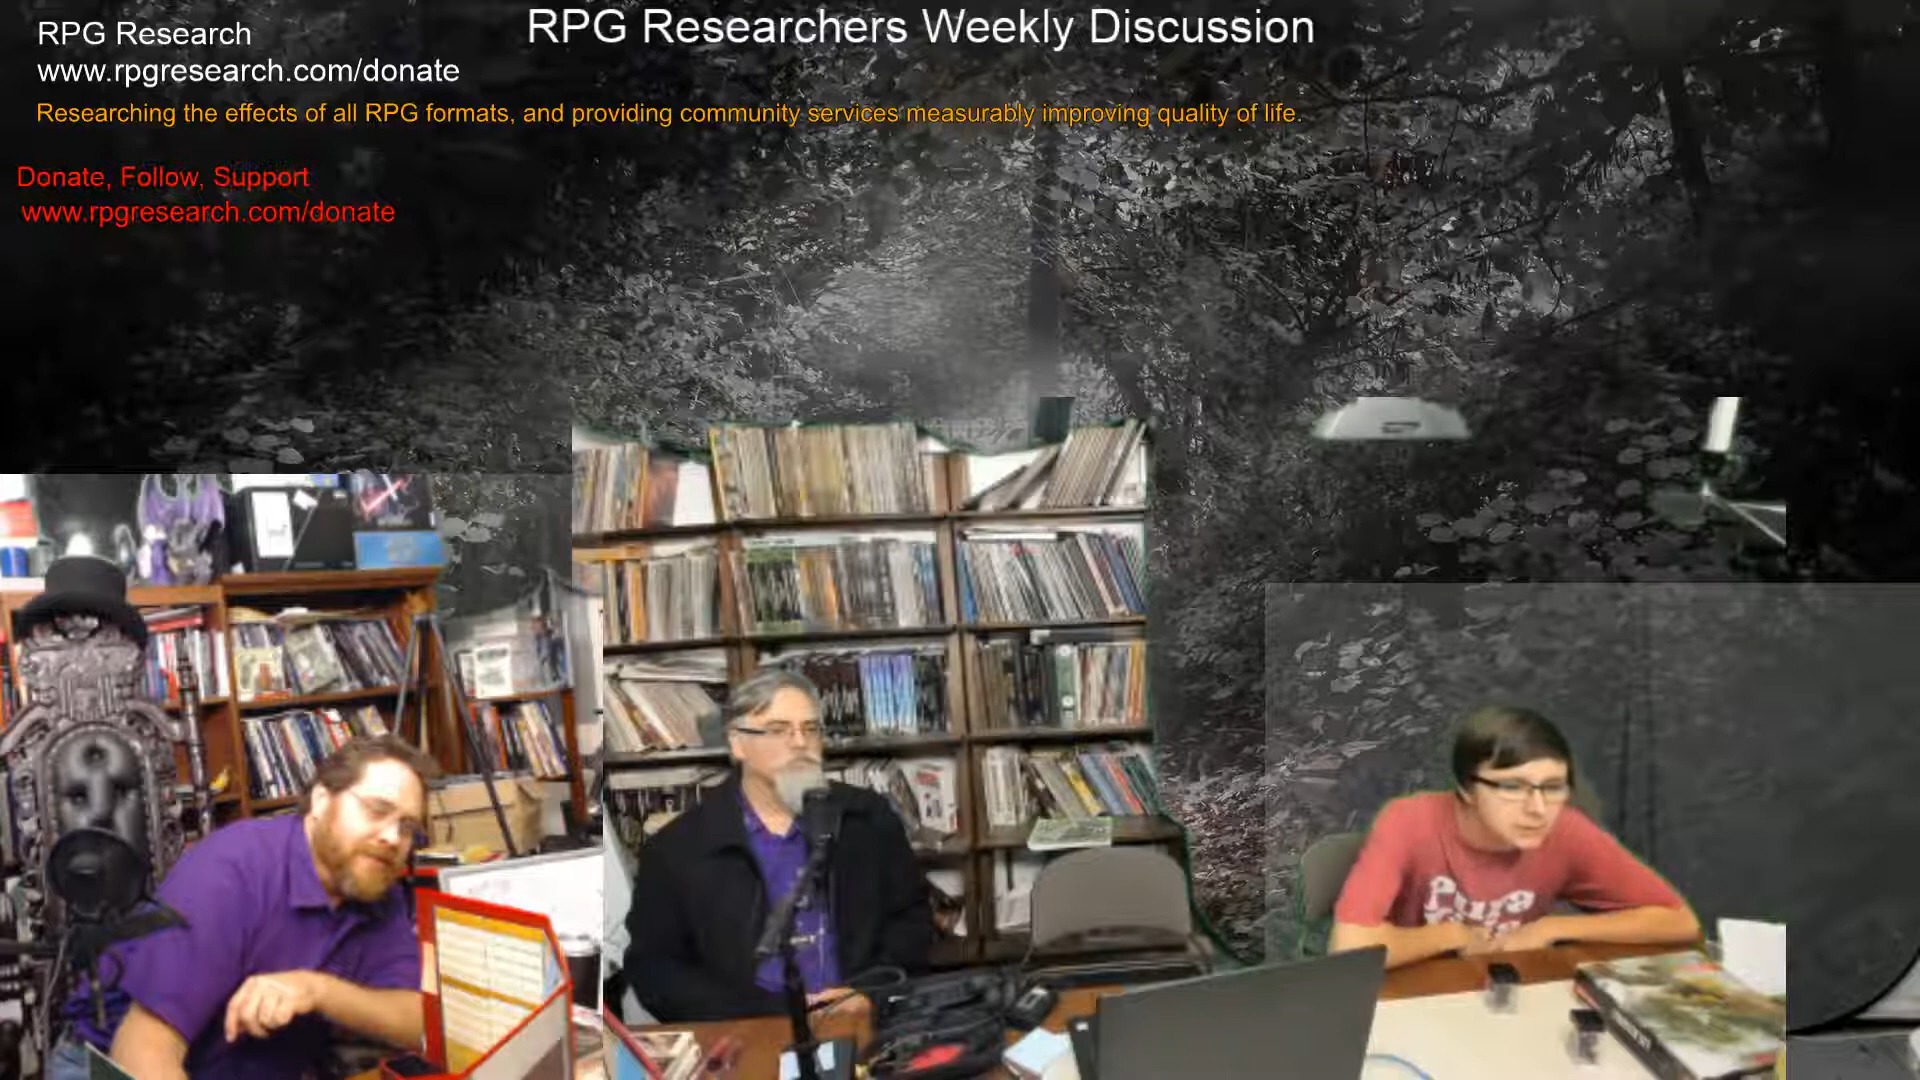 RPG Researchers Weekly Discussion
RPG Research
www.rpgresearch.com/donate
Researching the effects of all RPG formats, and providing community services measurably improving quality of life.
Donate, Follow, Support
www.rpgresearch.com/donate
Pura